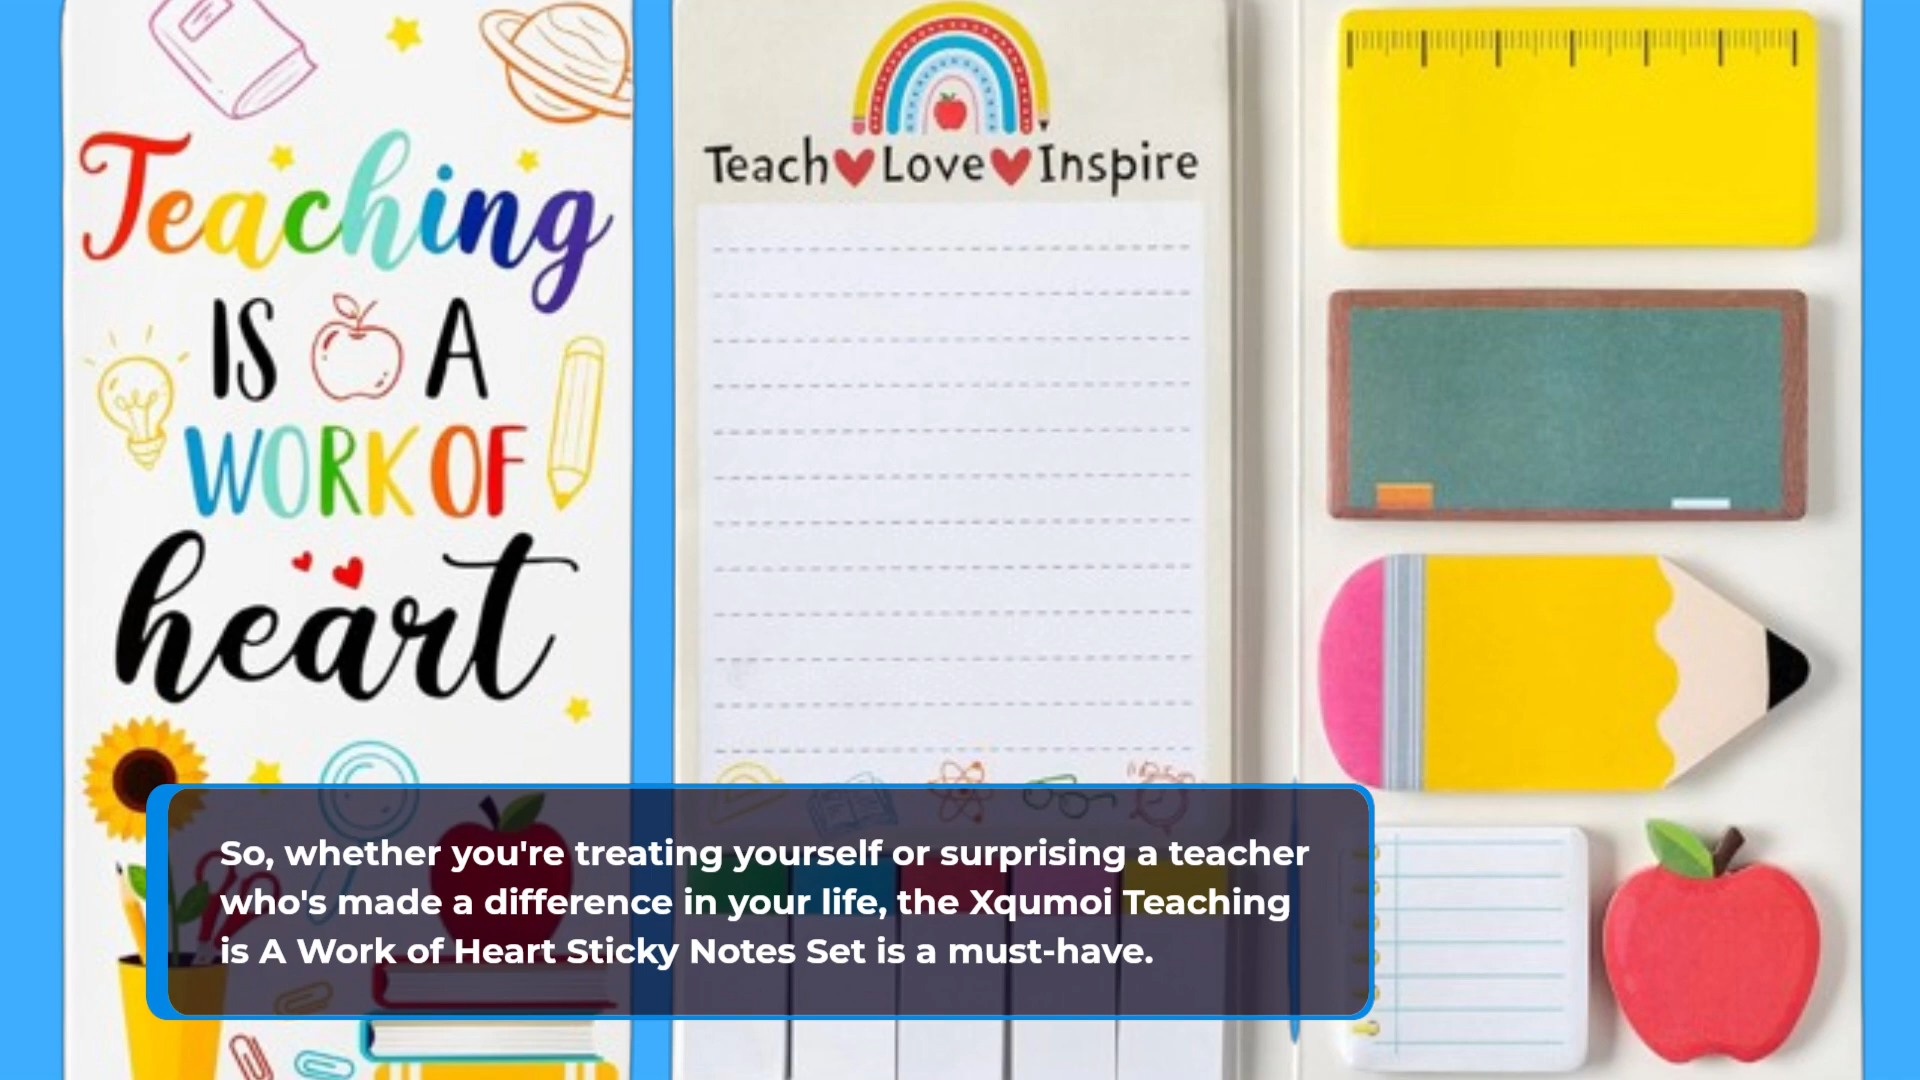 Teaching
IS A
WORK OF
heart
Teach Love Inspire
So, whether you're treating yourself or surprising a teacher
who's made a difference in your life, the Xqumoi Teaching
is A Work of Heart Sticky Notes Set is a must-have.